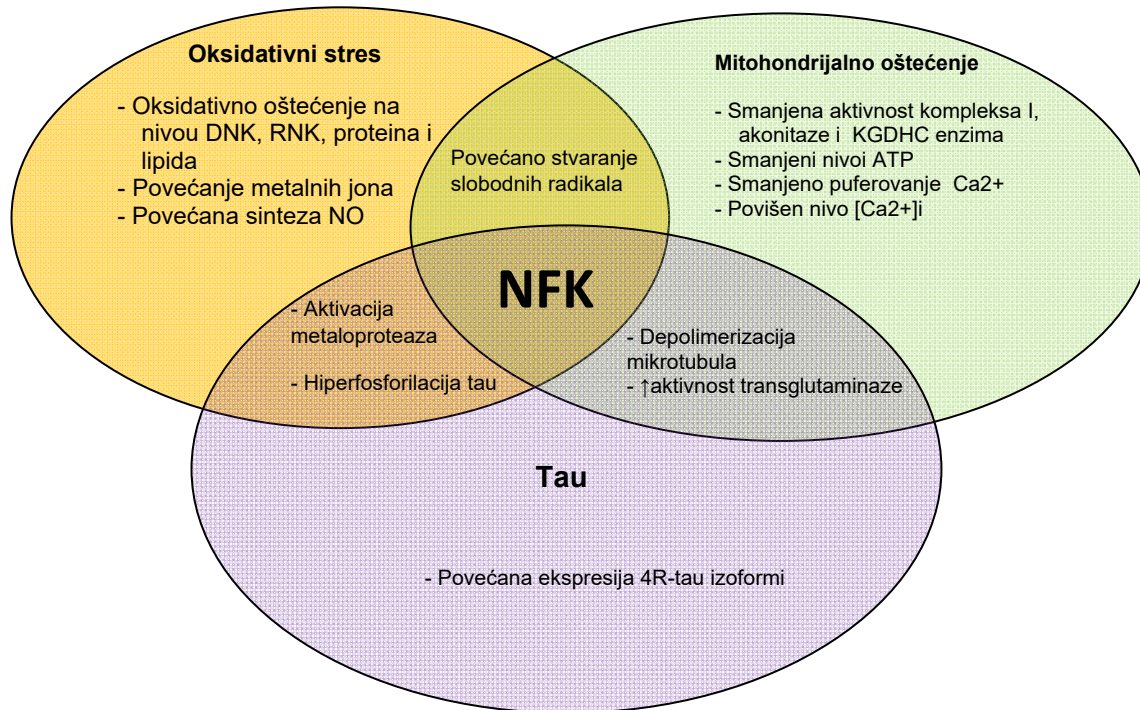 Oksidativni stres
- Oksidativno oštećenje na
nivou DNK, RNK, proteina i
lipida
- Povećanje metalnih jona
- Povećana sinteza NO
Povećano stvaranje
slobodnih radikala
Mitohondrijalno oštećenje
- Smanjena aktivnost kompleksa I,
akonitaze i KGDHC enzima
- Smanjeni nivoi ATP
- Smanjeno puferovanje Ca2+
- Povišen nivo [Ca2+]i
NFK
- Aktivacija
metaloproteaza
- Hiperfosforilacija tau
- Depolimerizacija
mikrotubula
- ↑aktivnost transglutaminaze
Tau
- Povećana ekspresija 4R-tau izoformi